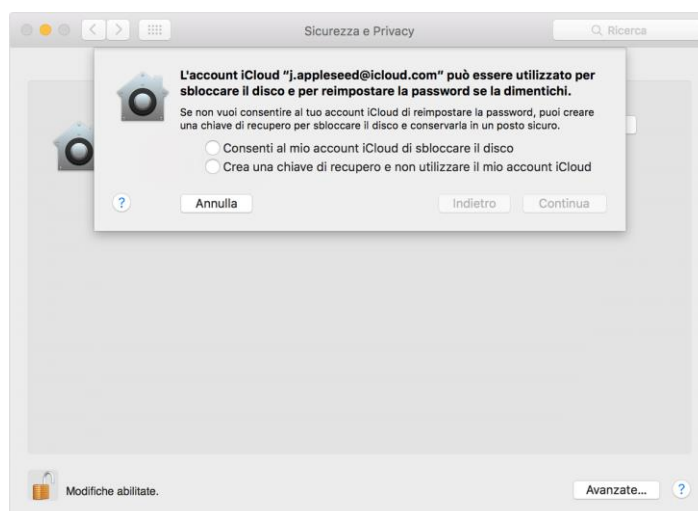 Sicurezza e Privacy
Ricerca
L'account iCloud "j.appleseed@icloud.com" può essere utilizzato per
sbloccare il disco e per reimpostare la password se la dimentichi.
Se non vuoi consentire al tuo account iCloud di reimpostare la password, puoi creare
una chiave di recupero per sbloccare il disco e conservarla in un posto sicuro.
Consenti al mio account iCloud di sbloccare il disco
Crea una chiave di recupero e non utilizzare il mio account iCloud
? Annulla Indietro Continua
Modifiche abilitate. Avanzate... ?